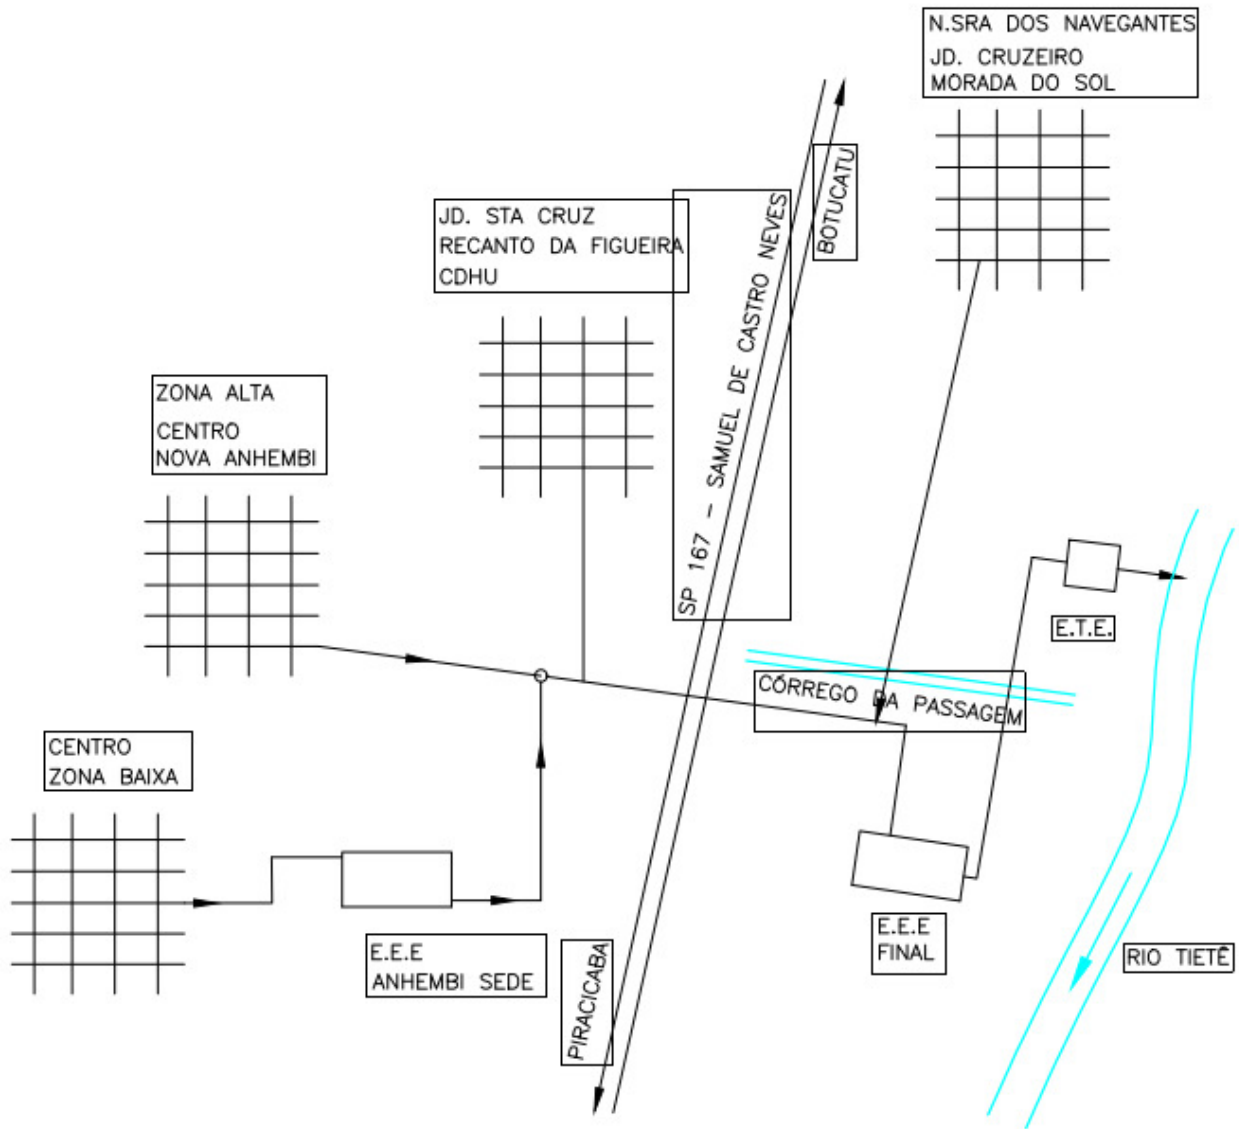 N.SRA DOS NAVEGANTES
JD. CRUZEIRO
MORADA DO SOL
BOTUCATU
JD. STA CRUZ
RECANTO DA FIGUEIRA
CDHU
SP 167 - SAMUEL DE CASTRO NEVES
ZONA ALTA
CENTRO
NOVA ANHEMBI
E.T.E.
CÓRREGO DA PASSAGEM
CENTRO
ZONA BAIXA
E.E.E
ANHEMBI SEDE
PIRACICABA
E.E.E
FINAL
RIO TIETÊ